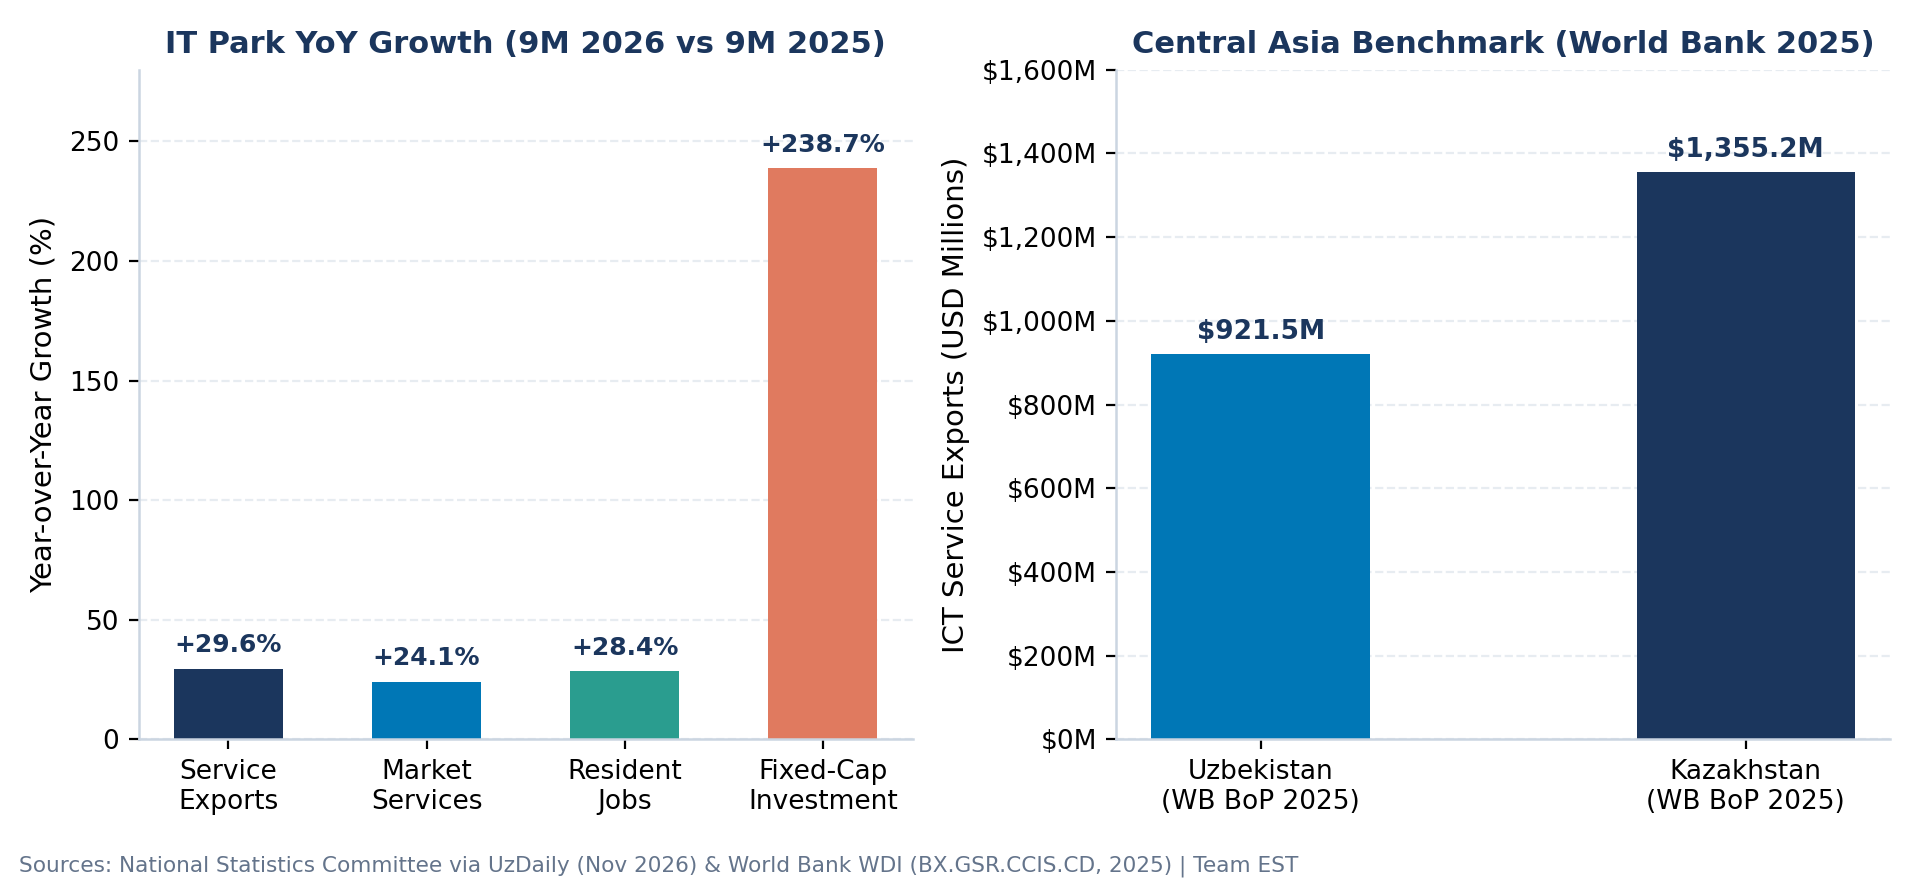 IT Park YoY Growth (9M 2026 vs 9M 2025)
Year-over-Year Growth (%)
250
200
150
100
50
0
+29.6%
+24.1%
+28.4%
+238.7%
Service
Exports
Market
Services
Resident
Jobs
Fixed-Cap
Investment
Central Asia Benchmark (World Bank 2025)
ICT Service Exports (USD Millions)
$1,600M
$1,400M
$1,200M
$1,000M
$800M
$600M
$400M
$200M
$0M
$921.5M
$1,355.2M
Uzbekistan
(WB BoP 2025)
Kazakhstan
(WB BoP 2025)
Sources: National Statistics Committee via UzDaily (Nov 2026) & World Bank WDI (BX.GSR.CCIS.CD, 2025) | Team EST